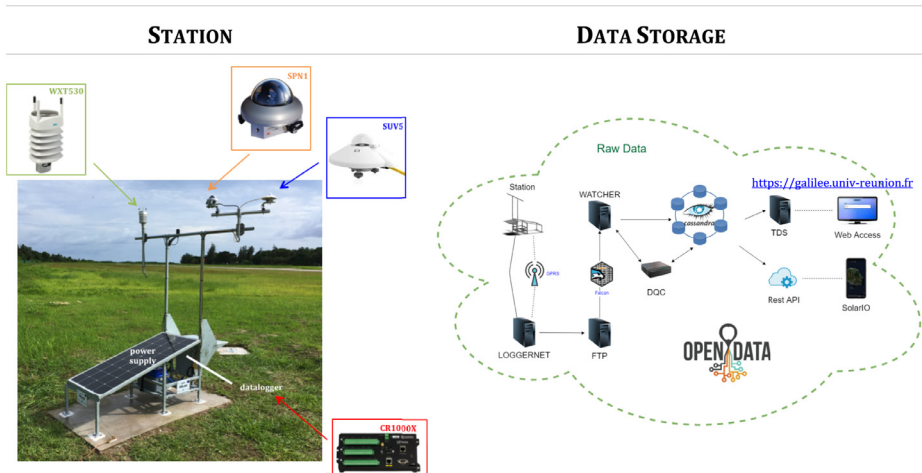 STATION
DATA STORAGE
WXT530
SPN1
SUV5
power
supply
datalogger
CR1000X
Raw Data
https://galilee.univ-reunion.fr
Station
WATCHER
cassandra
TDS
Web Access
GPRS
Falcon
DQC
Rest API
SolarIO
LOGGERNET
FTP
OPEN DATA